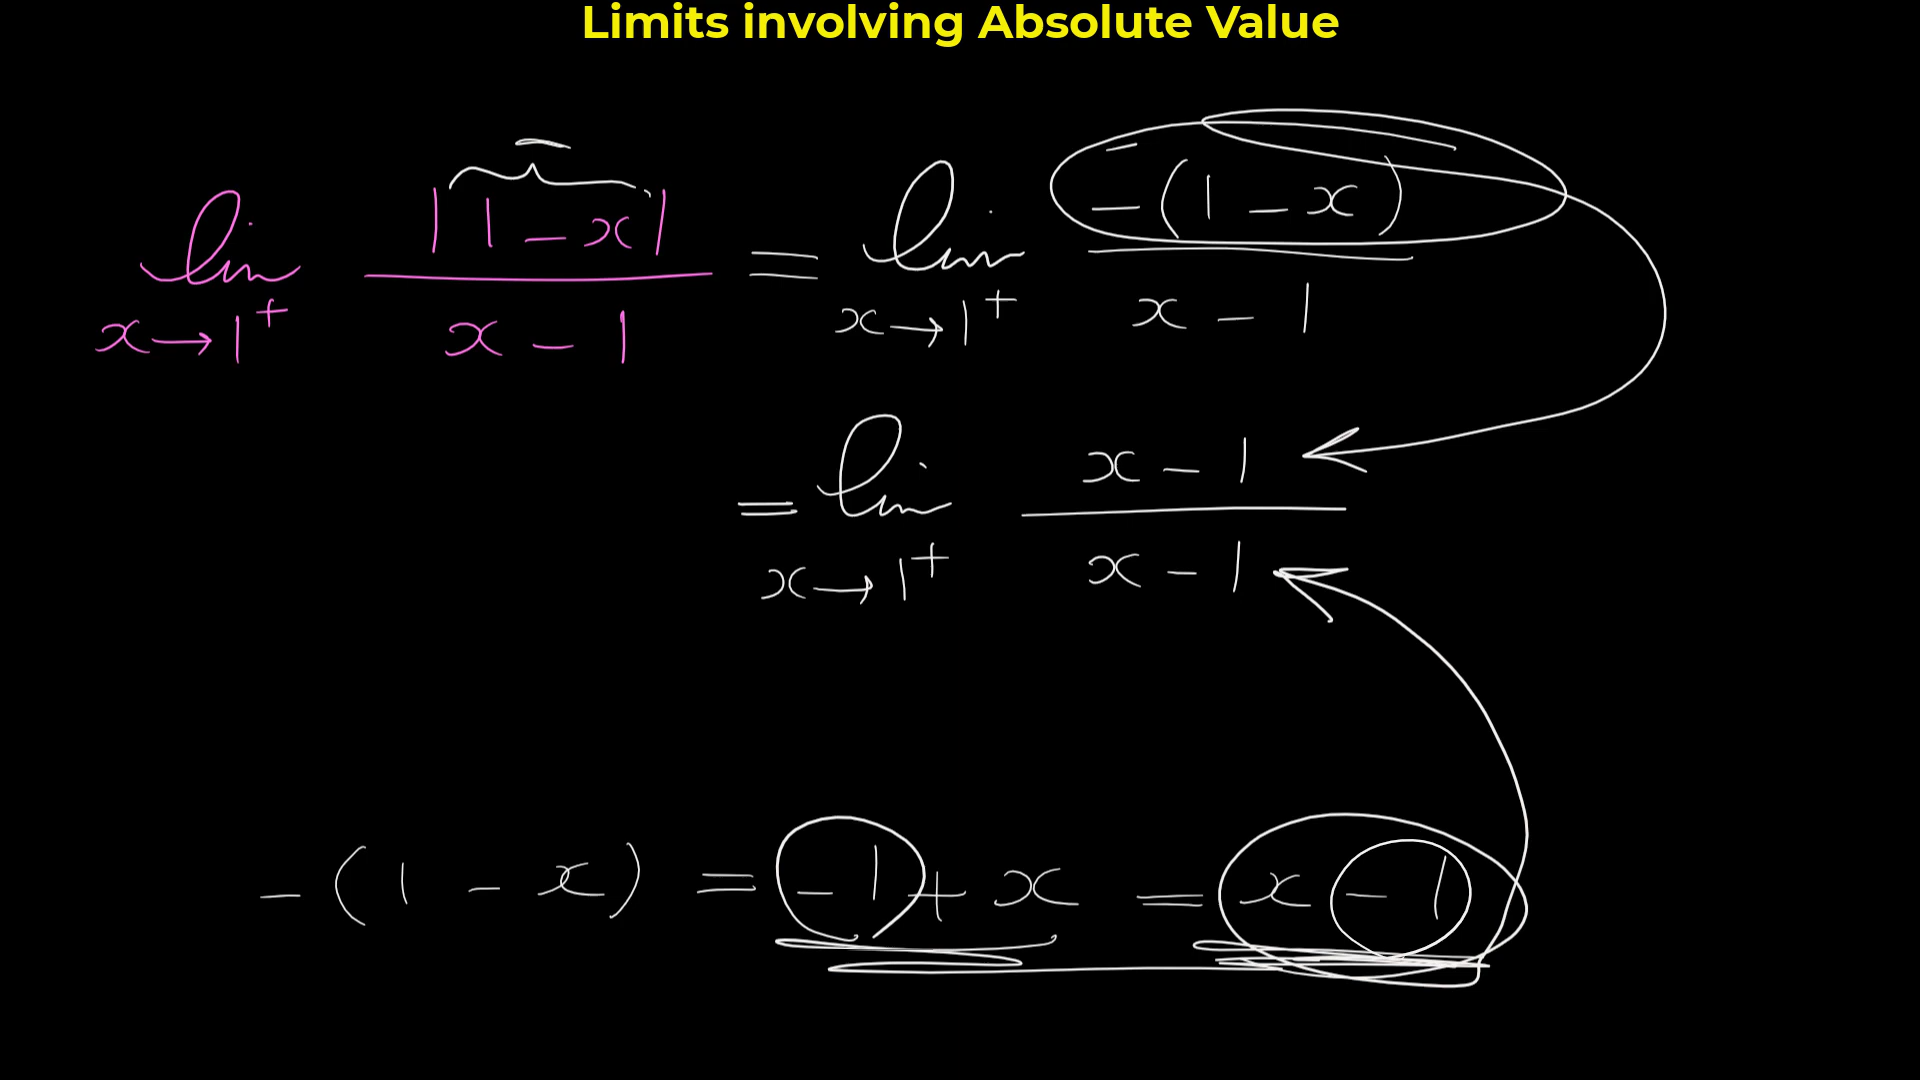 Limits involving Absolute Value
lim x→1⁺ |1 − x| / (x − 1) = lim x→1⁺ −(1 − x) / (x − 1)
= lim x→1⁺ (x − 1) / (x − 1)
−(1 − x) = −1 + x = x − 1